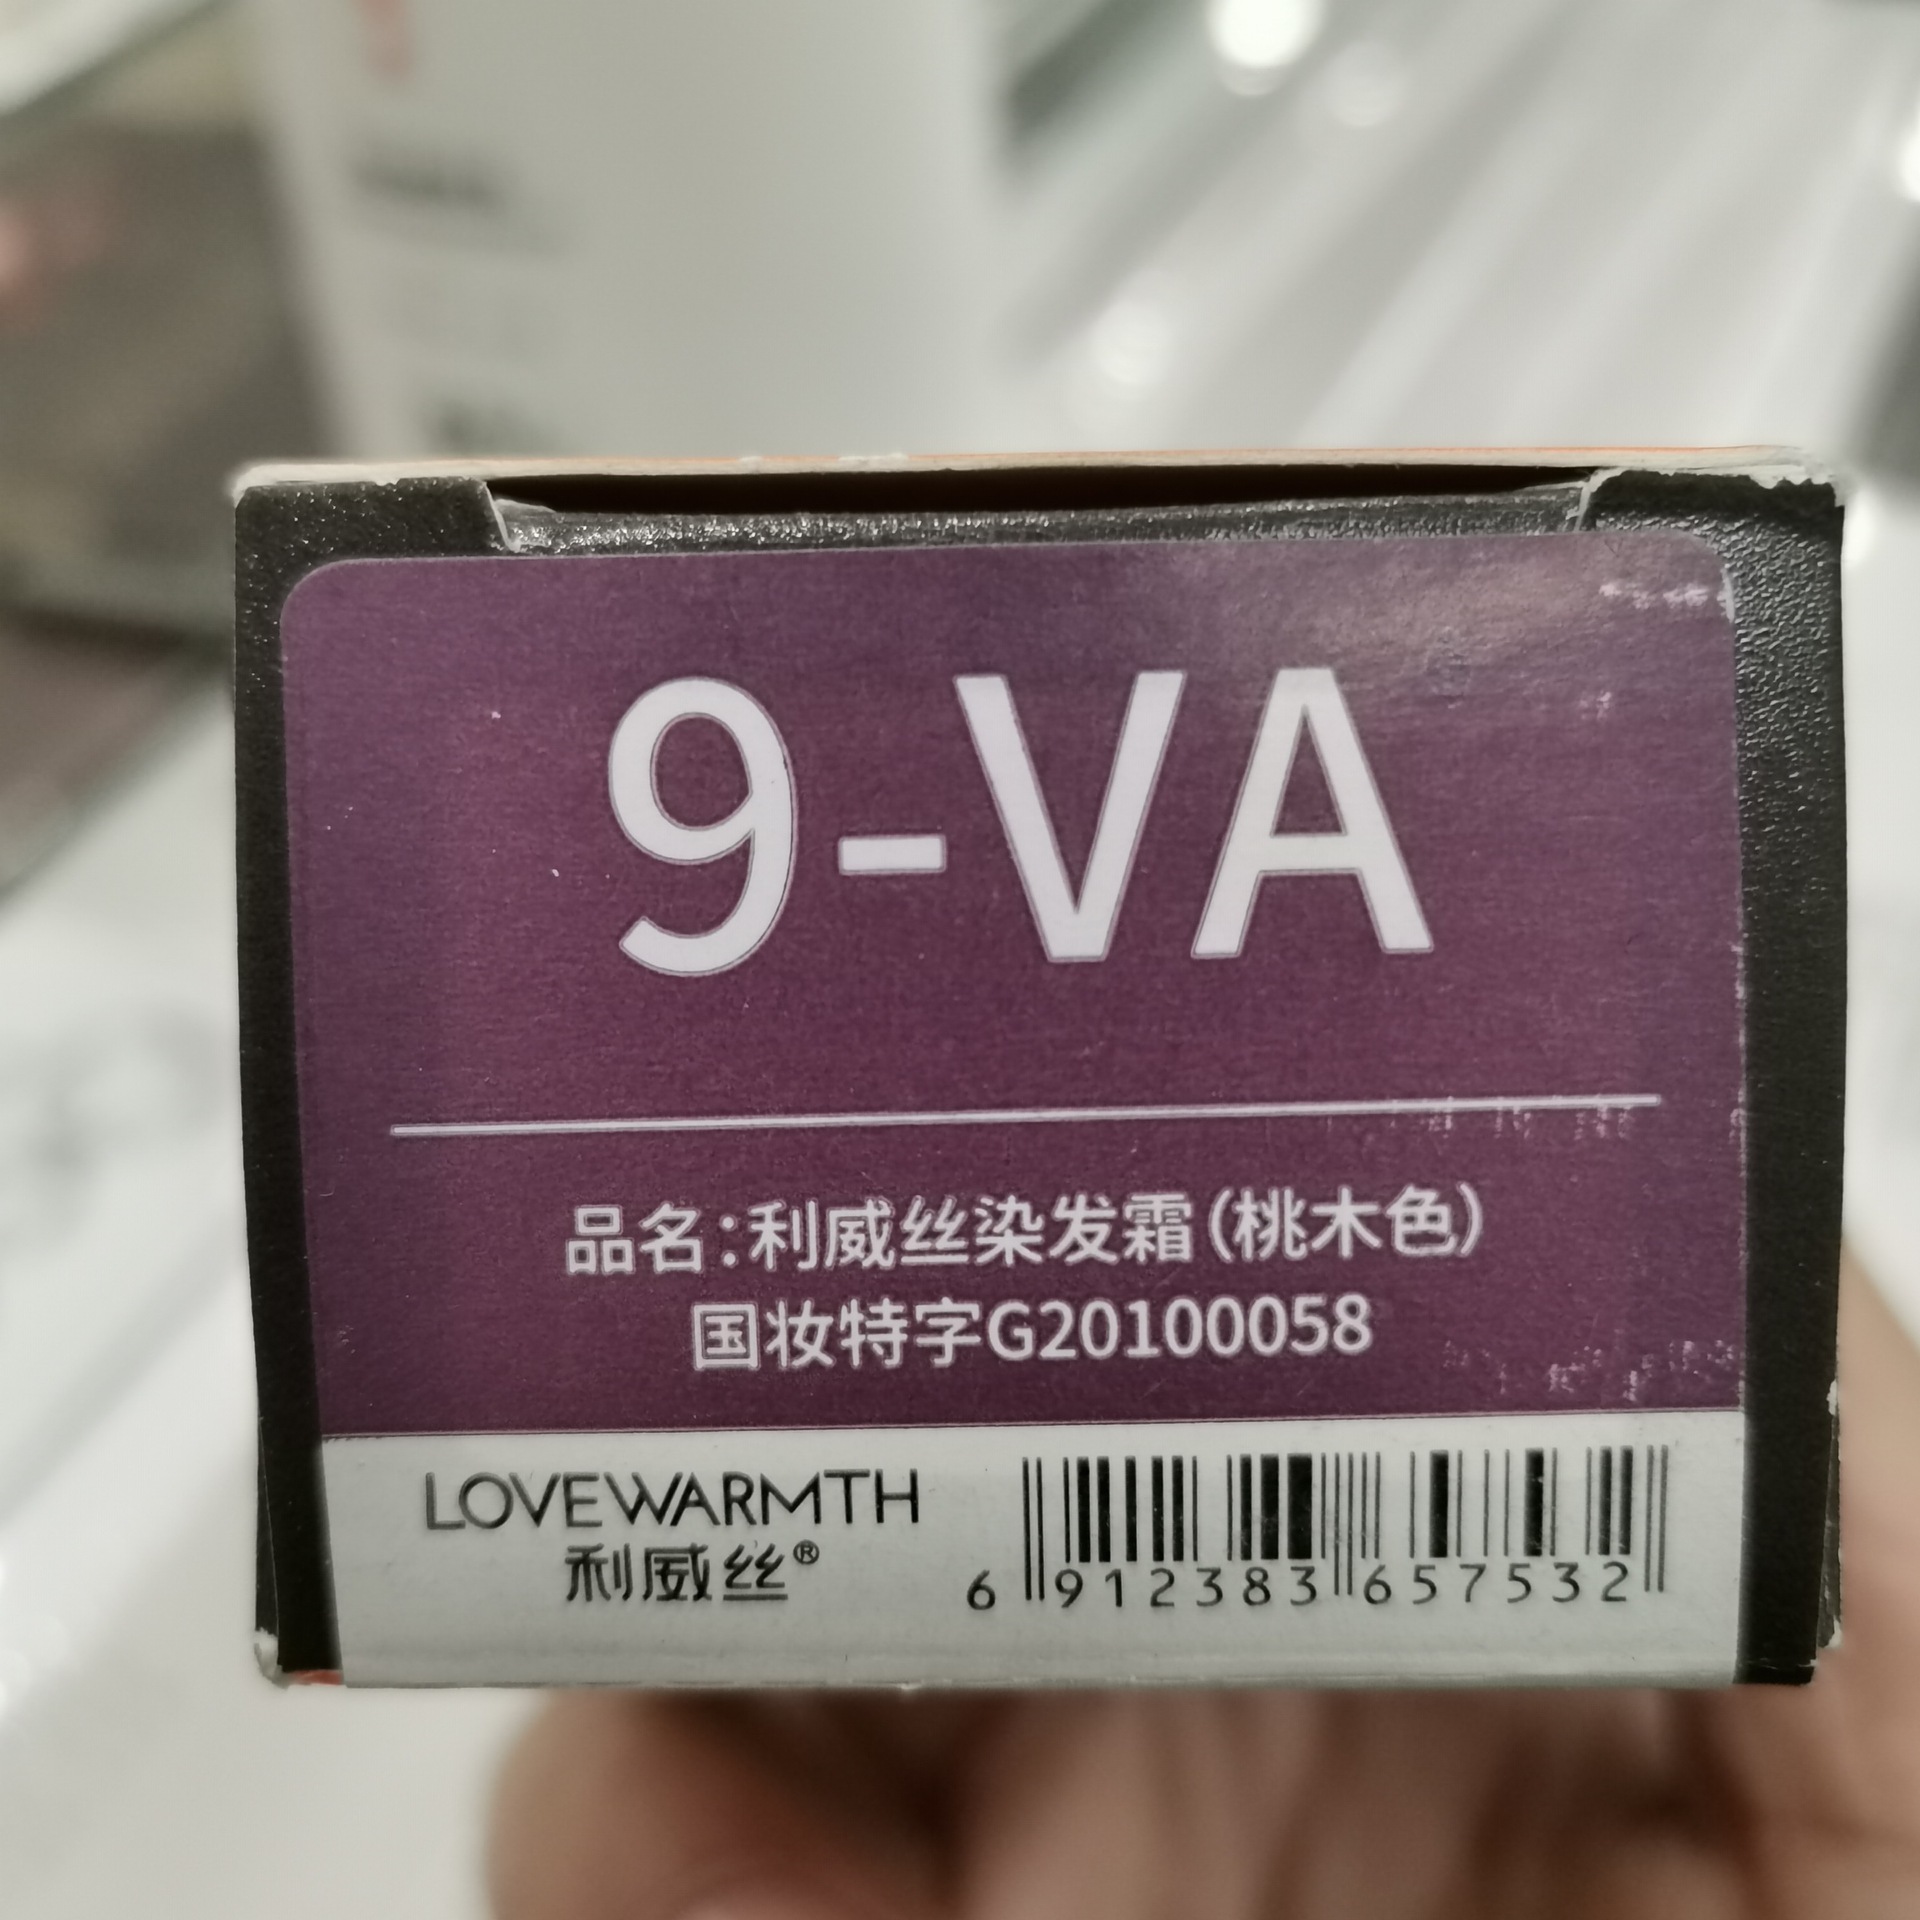 9-VA
品名:利威丝染发霜(桃木色)
国妆特字G20100058
LOVEWARMTH
利威丝®
6 912383 657532